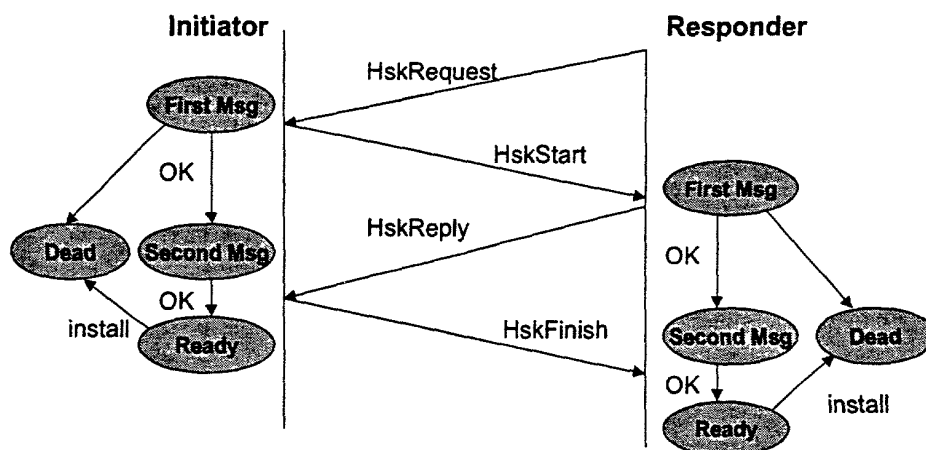 Initiator
Responder
HskRequest
First Msg
OK
HskStart
First Msg
HskReply
Dead
Second Msg
OK
OK
install
Ready
HskFinish
Second Msg
Dead
OK
install
Ready